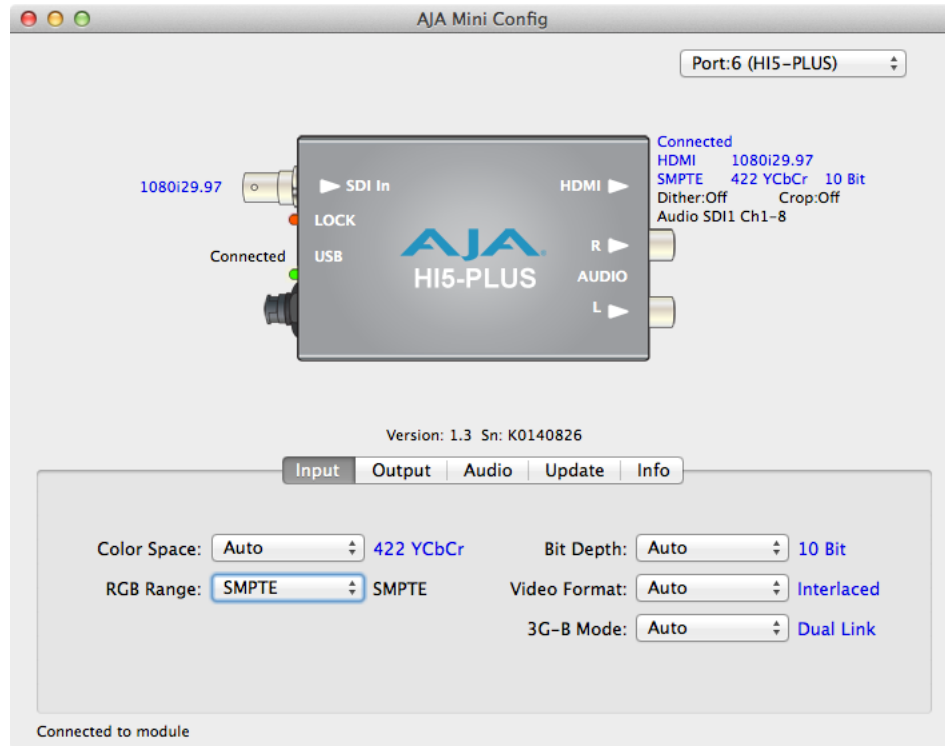 AJA Mini Config
Port:6 (HI5-PLUS)
Connected
HDMI 1080i29.97
SMPTE 422 YCbCr 10 Bit
Dither:Off Crop:Off
Audio SDI1 Ch1-8
1080i29.97
SDI In
HDMI
LOCK
Connected
USB
AJA
HI5-PLUS
R
AUDIO
L
Version: 1.3 Sn: K0140826
Input Output Audio Update Info
Color Space: Auto 422 YCbCr Bit Depth: Auto 10 Bit
RGB Range: SMPTE SMPTE Video Format: Auto Interlaced
3G-B Mode: Auto Dual Link
Connected to module